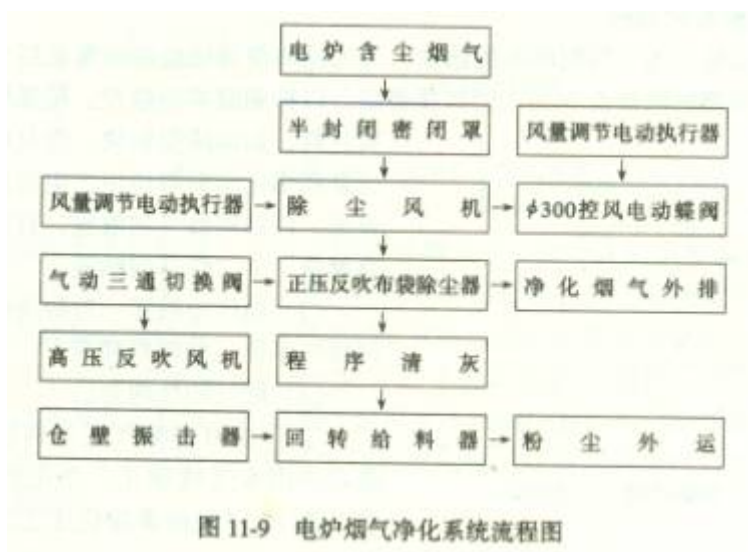 电炉含尘烟气
半封闭密闭罩 风量调节电动执行器
风量调节电动执行器 除尘风机 ϕ300控风电动蝶阀
气动三通切换阀 正压反吹布袋除尘器 净化烟气外排
高压反吹风机 程序清灰
仓壁振击器 回转给料器 粉尘外运
图 11-9 电炉烟气净化系统流程图